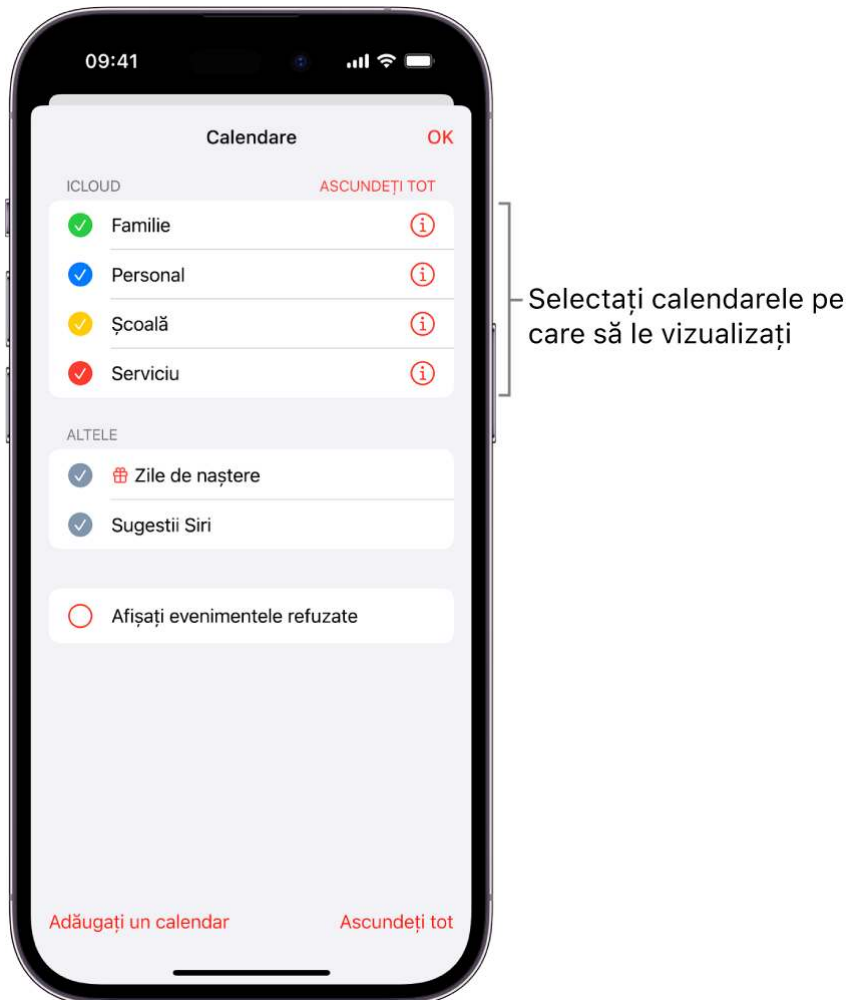 09:41
Calendare OK
ICLOUD ASCUNDEȚI TOT
Familie
Personal
Școală
Serviciu
Selectați calendarele pe
care să le vizualizați
ALTELE
Zile de naștere
Sugestii Siri
Afișați evenimentele refuzate
Adăugați un calendar Ascundeți tot